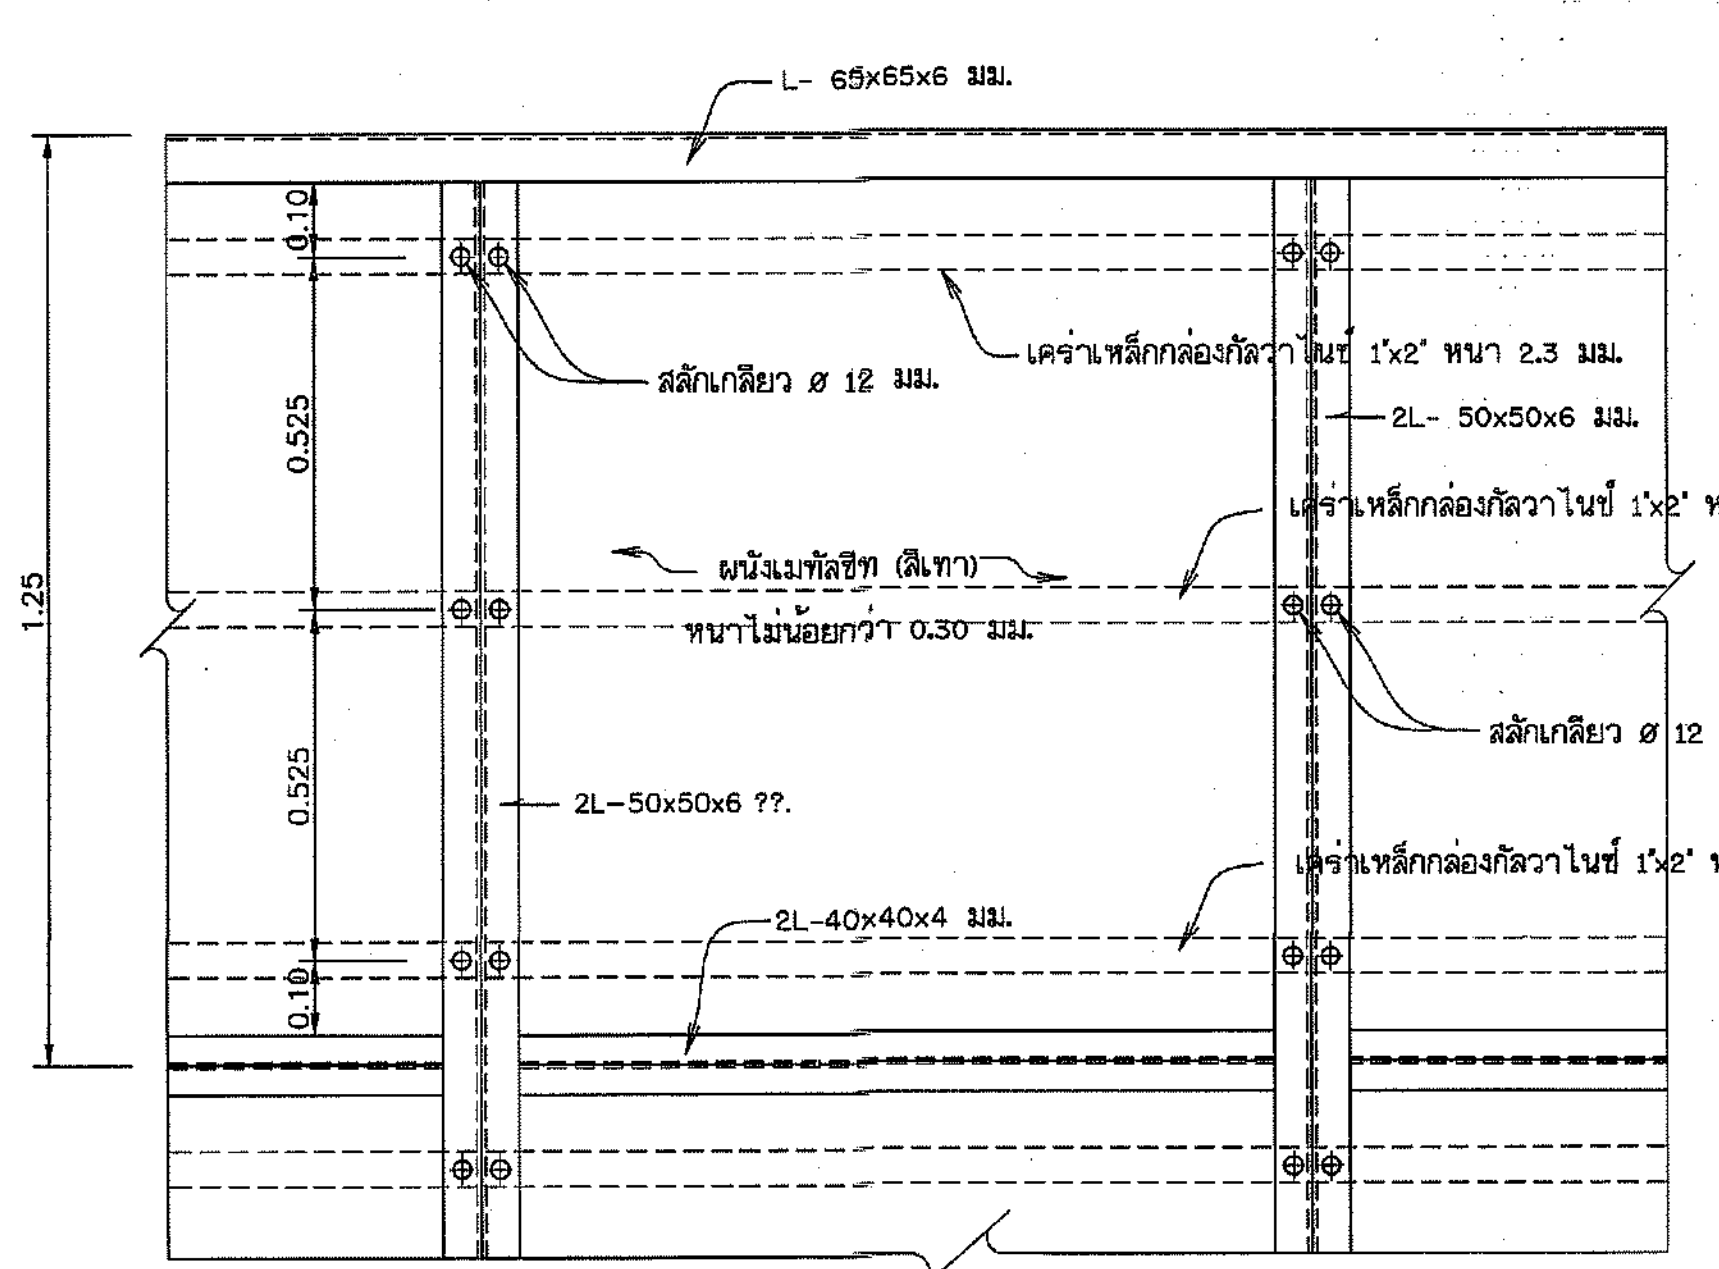 L- 65x65x6 มม.
0.10
เคร่าเหล็กกล่องกัลวาไนซ์ 1"x2" หนา 2.3 มม.
สลักเกลียว Ø 12 มม.
0.525
2L- 50x50x6 มม.
เคร่าเหล็กกล่องกัลวาไนซ์ 1"x2" ห
ผนังเมทัลชีท (สีเทา)
1.25
หนาไม่น้อยกว่า 0.30 มม.
สลักเกลียว Ø 12
0.525
2L-50x50x6 ??.
เคร่าเหล็กกล่องกัลวาไนซ์ 1"x2" ห
2L-40x40x4 มม.
0.10